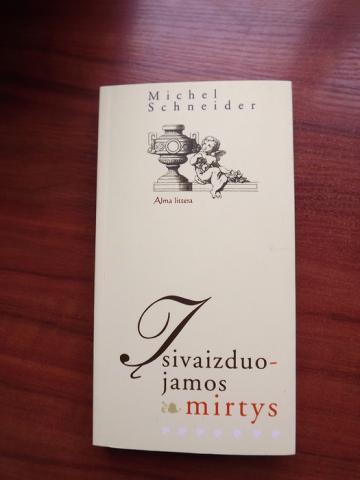 Michel
Schneider
Alma littera
Įsivaizduo-
jamos
mirtys